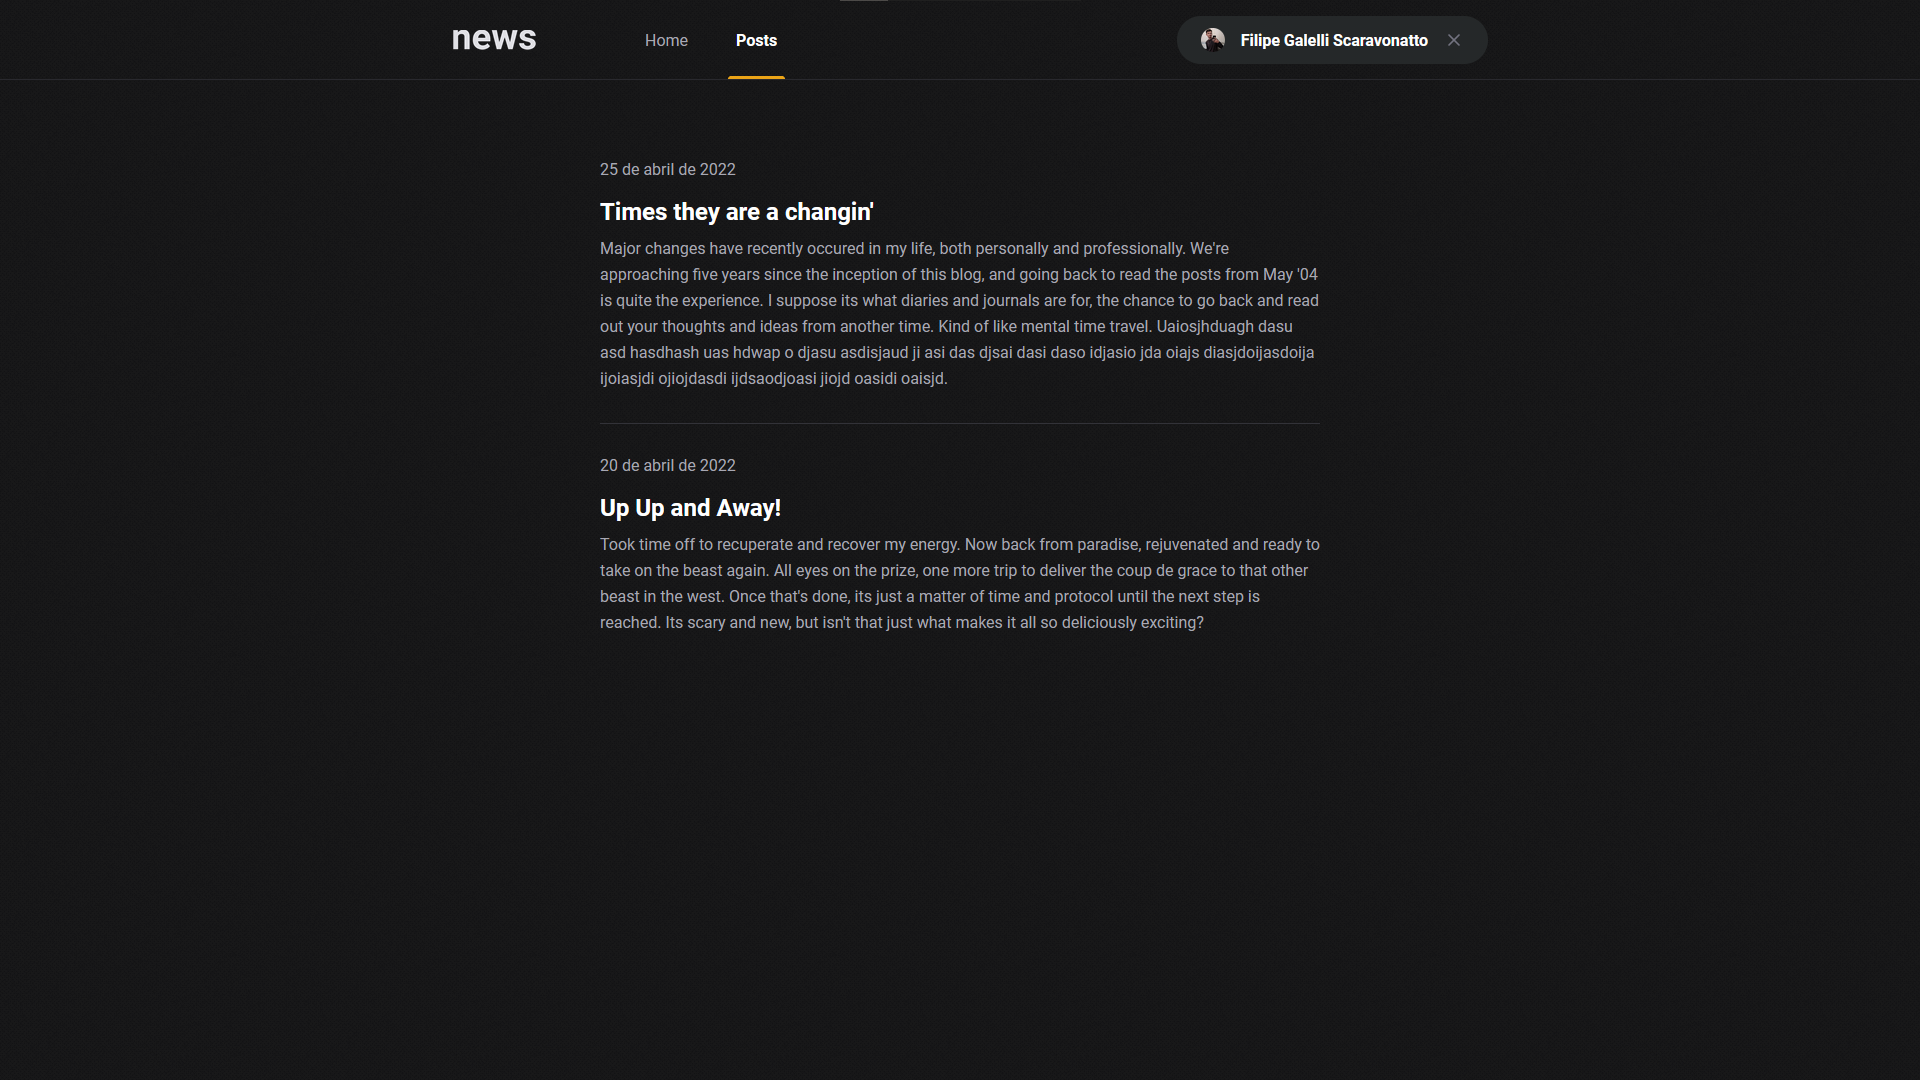 news
Home
Posts
Filipe Galelli Scaravonatto
25 de abril de 2022
Times they are a changin'
Major changes have recently occured in my life, both personally and professionally. We're
approaching five years since the inception of this blog, and going back to read the posts from May '04
is quite the experience. I suppose its what diaries and journals are for, the chance to go back and read
out your thoughts and ideas from another time. Kind of like mental time travel. Uaiosjhduagh dasu
asd hasdhash uas hdwap o djasu asdisjaud ji asi das djsai dasi daso idjasio jda oiajs diasjdoijasdoija
ijoiasjdi ojiojdasdi ijdsaodjoasi jiojd oasidi oaisjd.
20 de abril de 2022
Up Up and Away!
Took time off to recuperate and recover my energy. Now back from paradise, rejuvenated and ready to
take on the beast again. All eyes on the prize, one more trip to deliver the coup de grace to that other
beast in the west. Once that's done, its just a matter of time and protocol until the next step is
reached. Its scary and new, but isn't that just what makes it all so deliciously exciting?